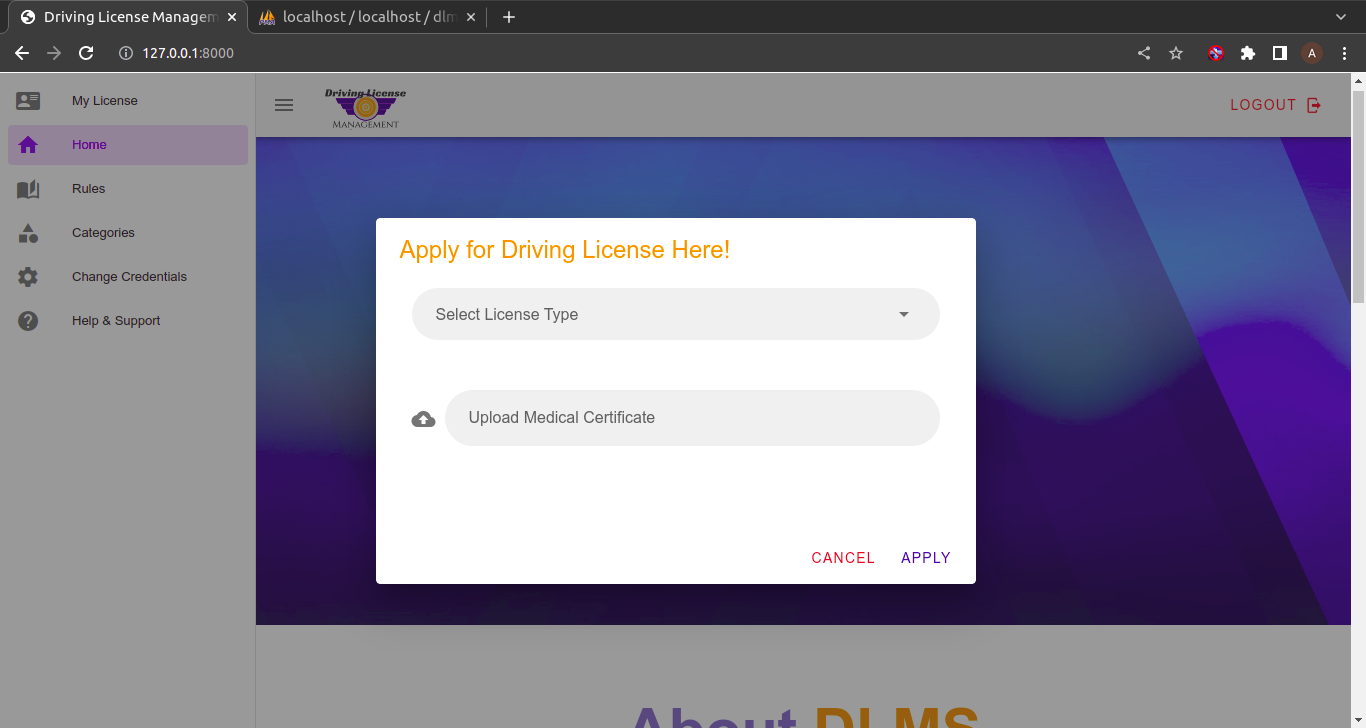 Driving License Managem
localhost / localhost / dlm
127.0.0.1:8000
A
My License
Home
Rules
Categories
Change Credentials
Help & Support
Driving License
MANAGEMENT
LOGOUT
Apply for Driving License Here!
Select License Type
Upload Medical Certificate
CANCEL
APPLY
About DLMS